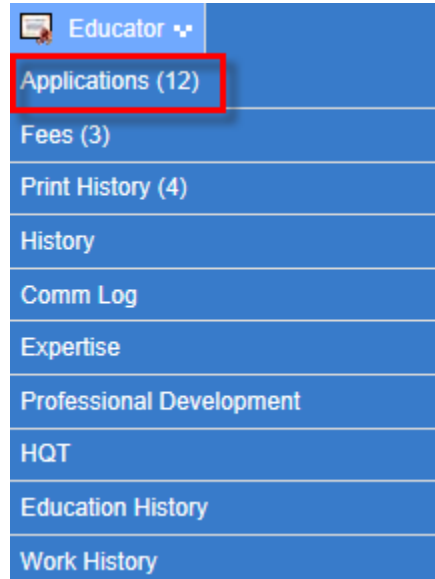 Educator
Applications (12)
Fees (3)
Print History (4)
History
Comm Log
Expertise
Professional Development
HQT
Education History
Work History